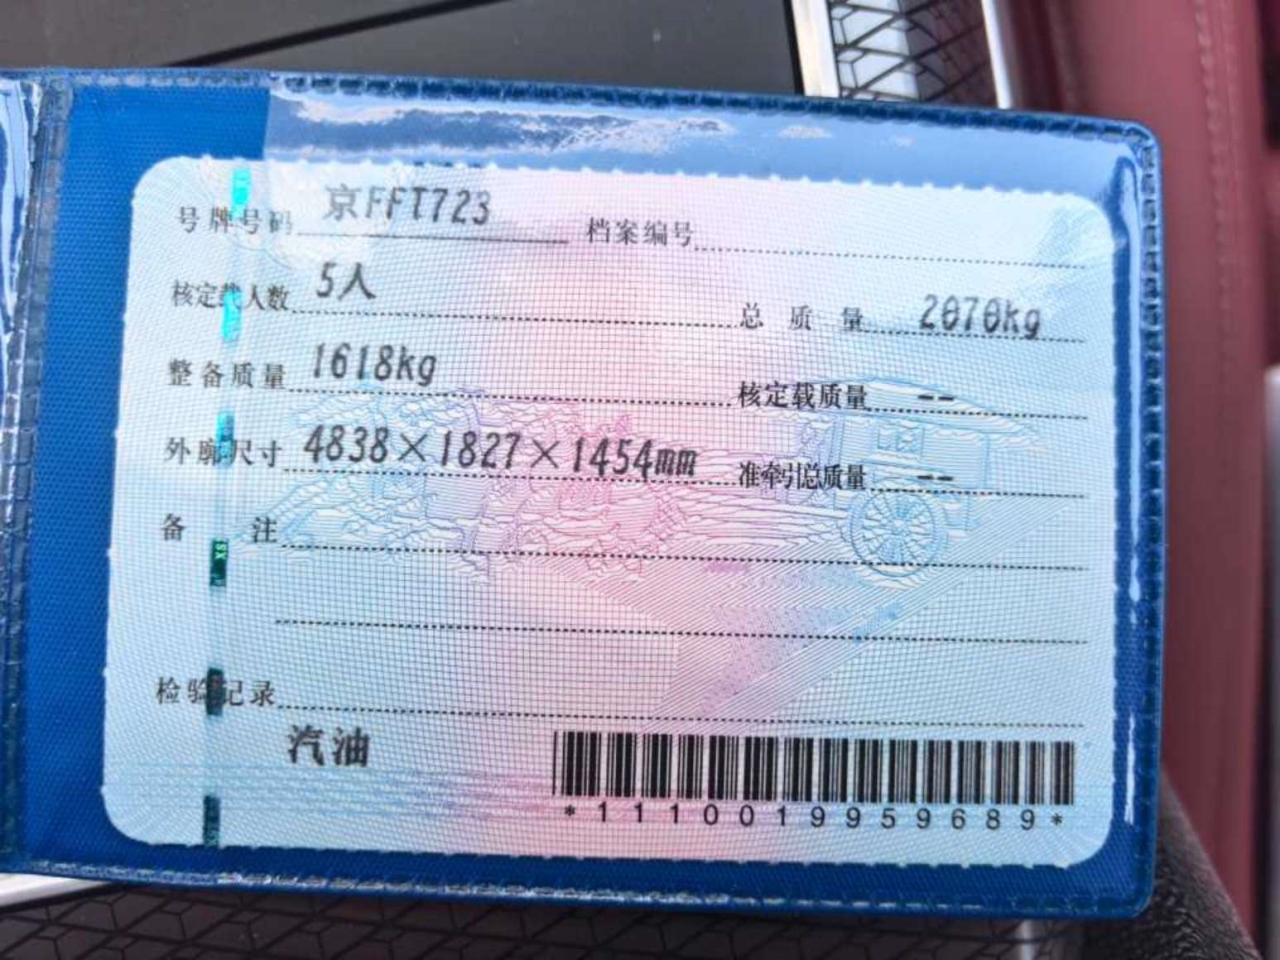 号牌号码 京FFT723 档案编号
核定载人数 5人 总质量 2070kg
整备质量 1618kg 核定载质量 --
外廓尺寸 4838×1827×1454mm 准牵引总质量 --
备注
检验记录
汽油
*1110019959689*